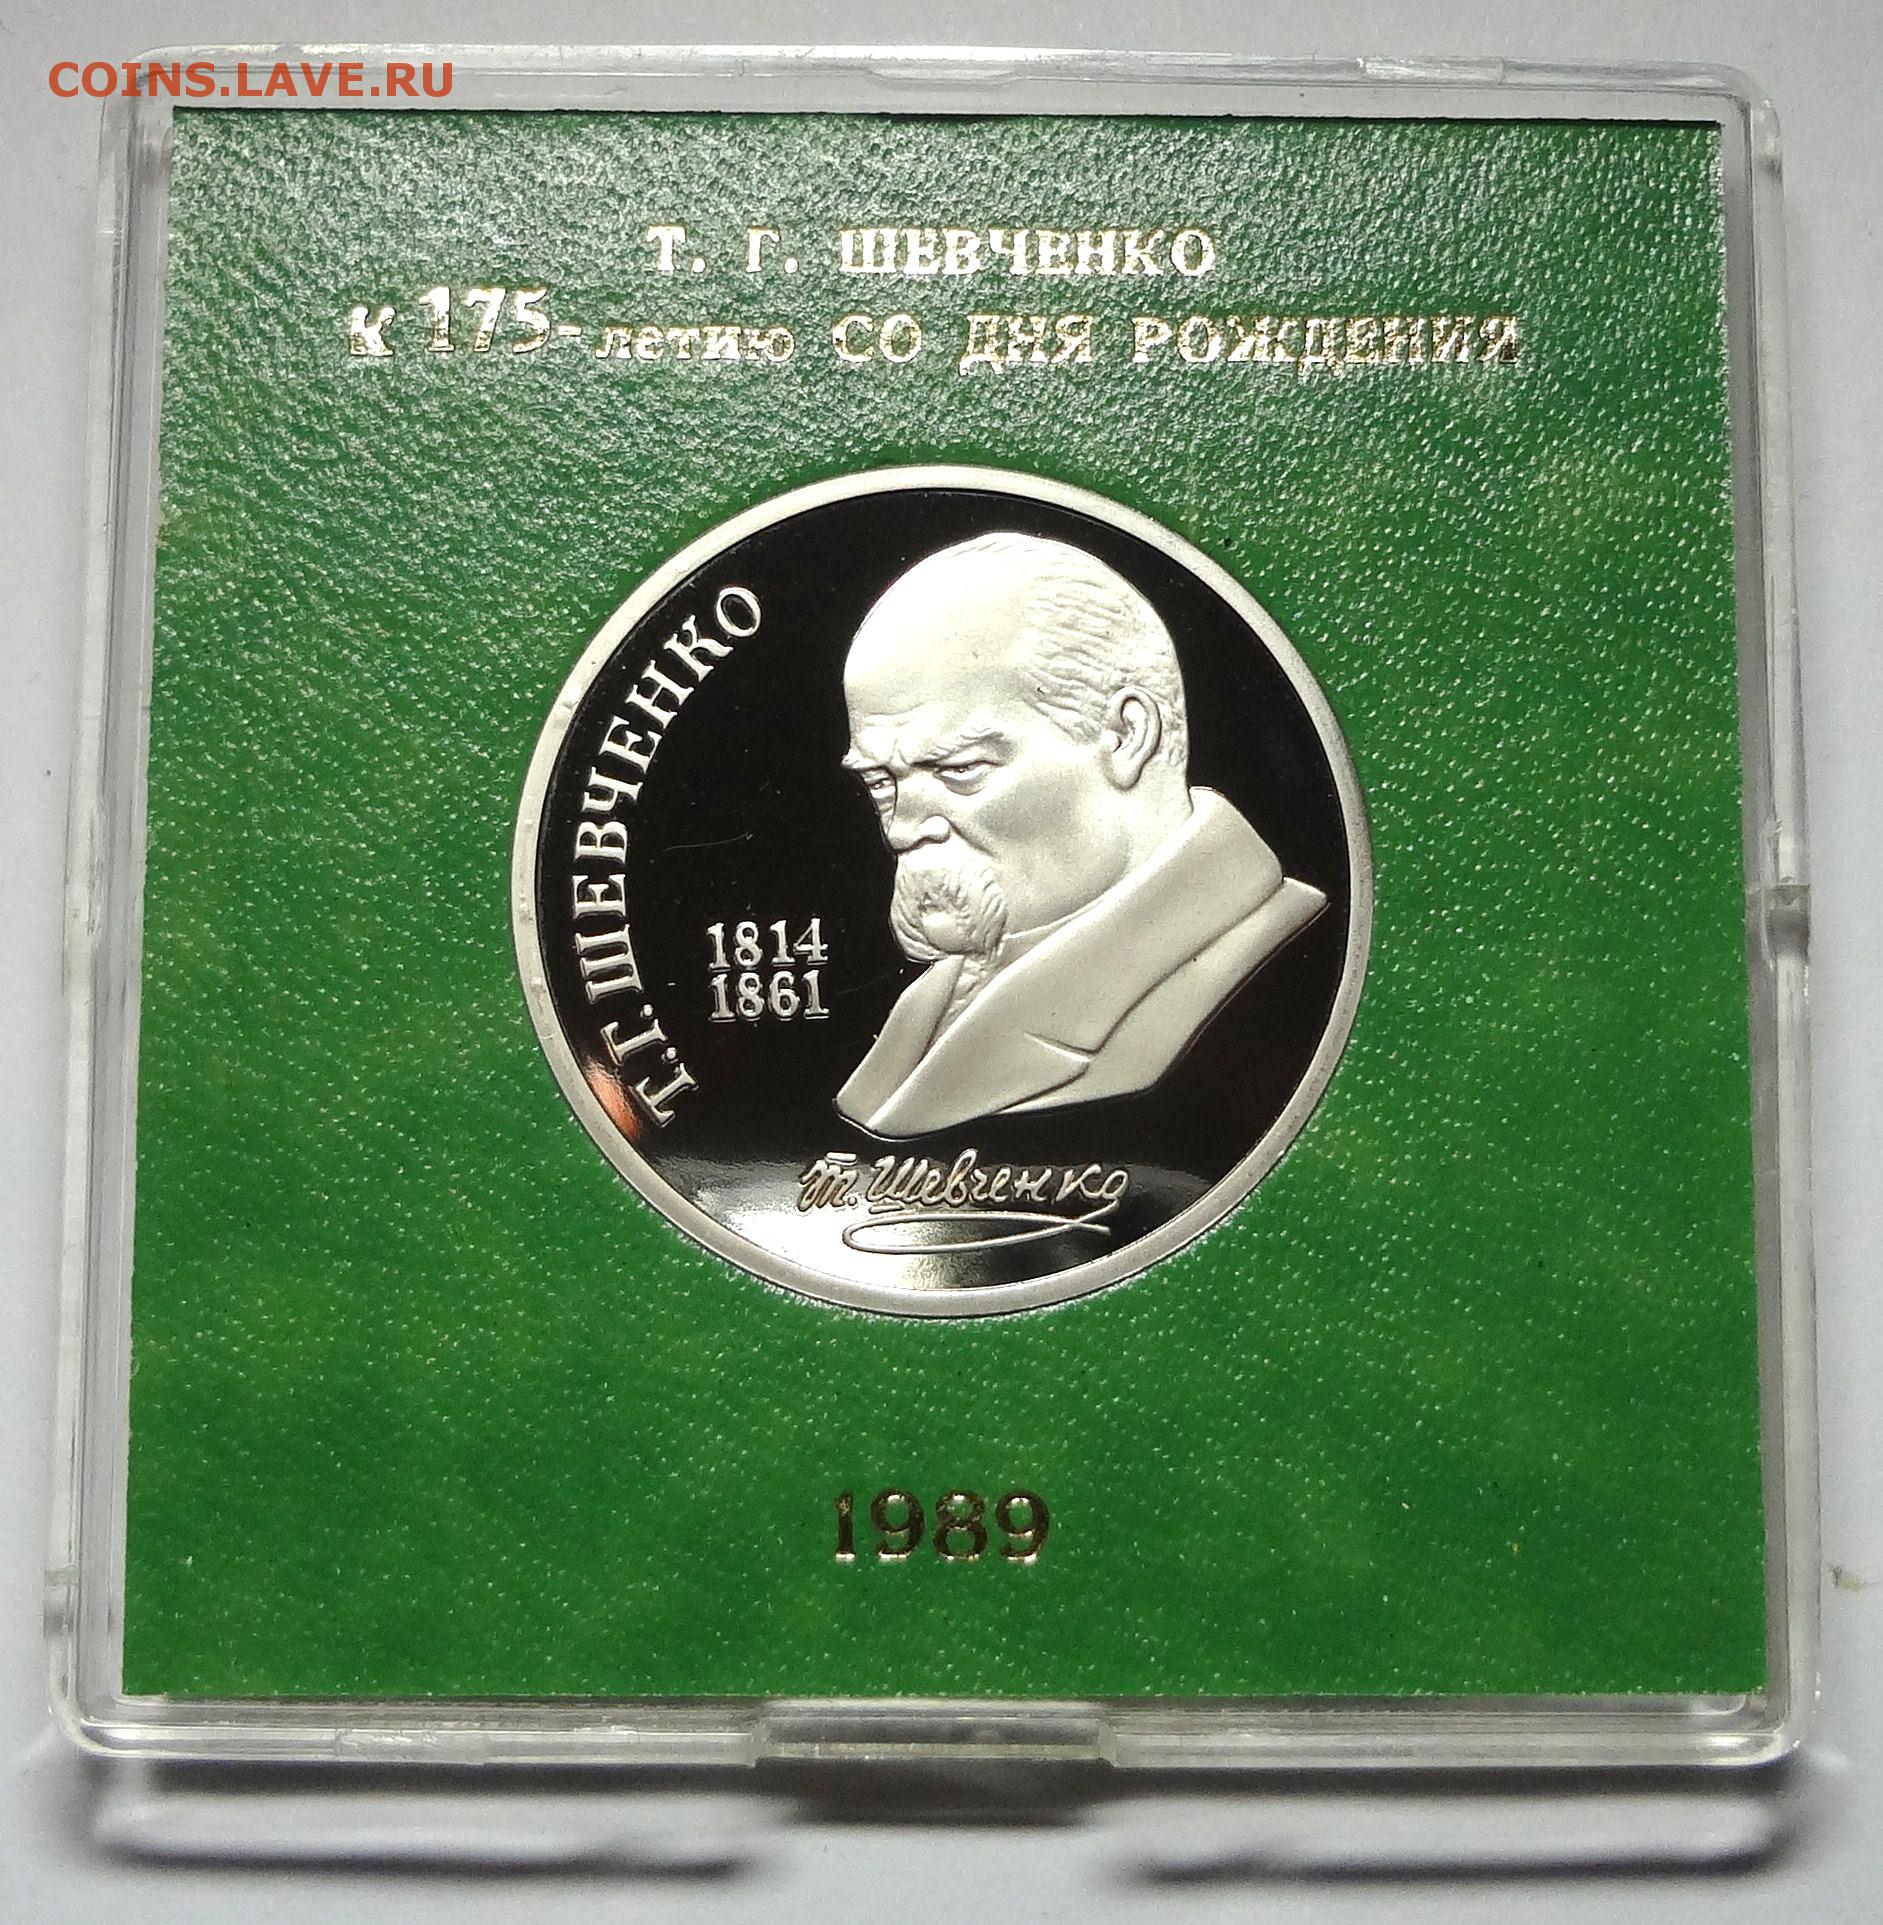 COINS.LAVE.RU
Т. Г. ШЕВЧЕНКО
к 175-летию СО ДНЯ РОЖДЕНИЯ
Т.Г. ШЕВЧЕНКО
1814
1861
Т. Шевченко
1989